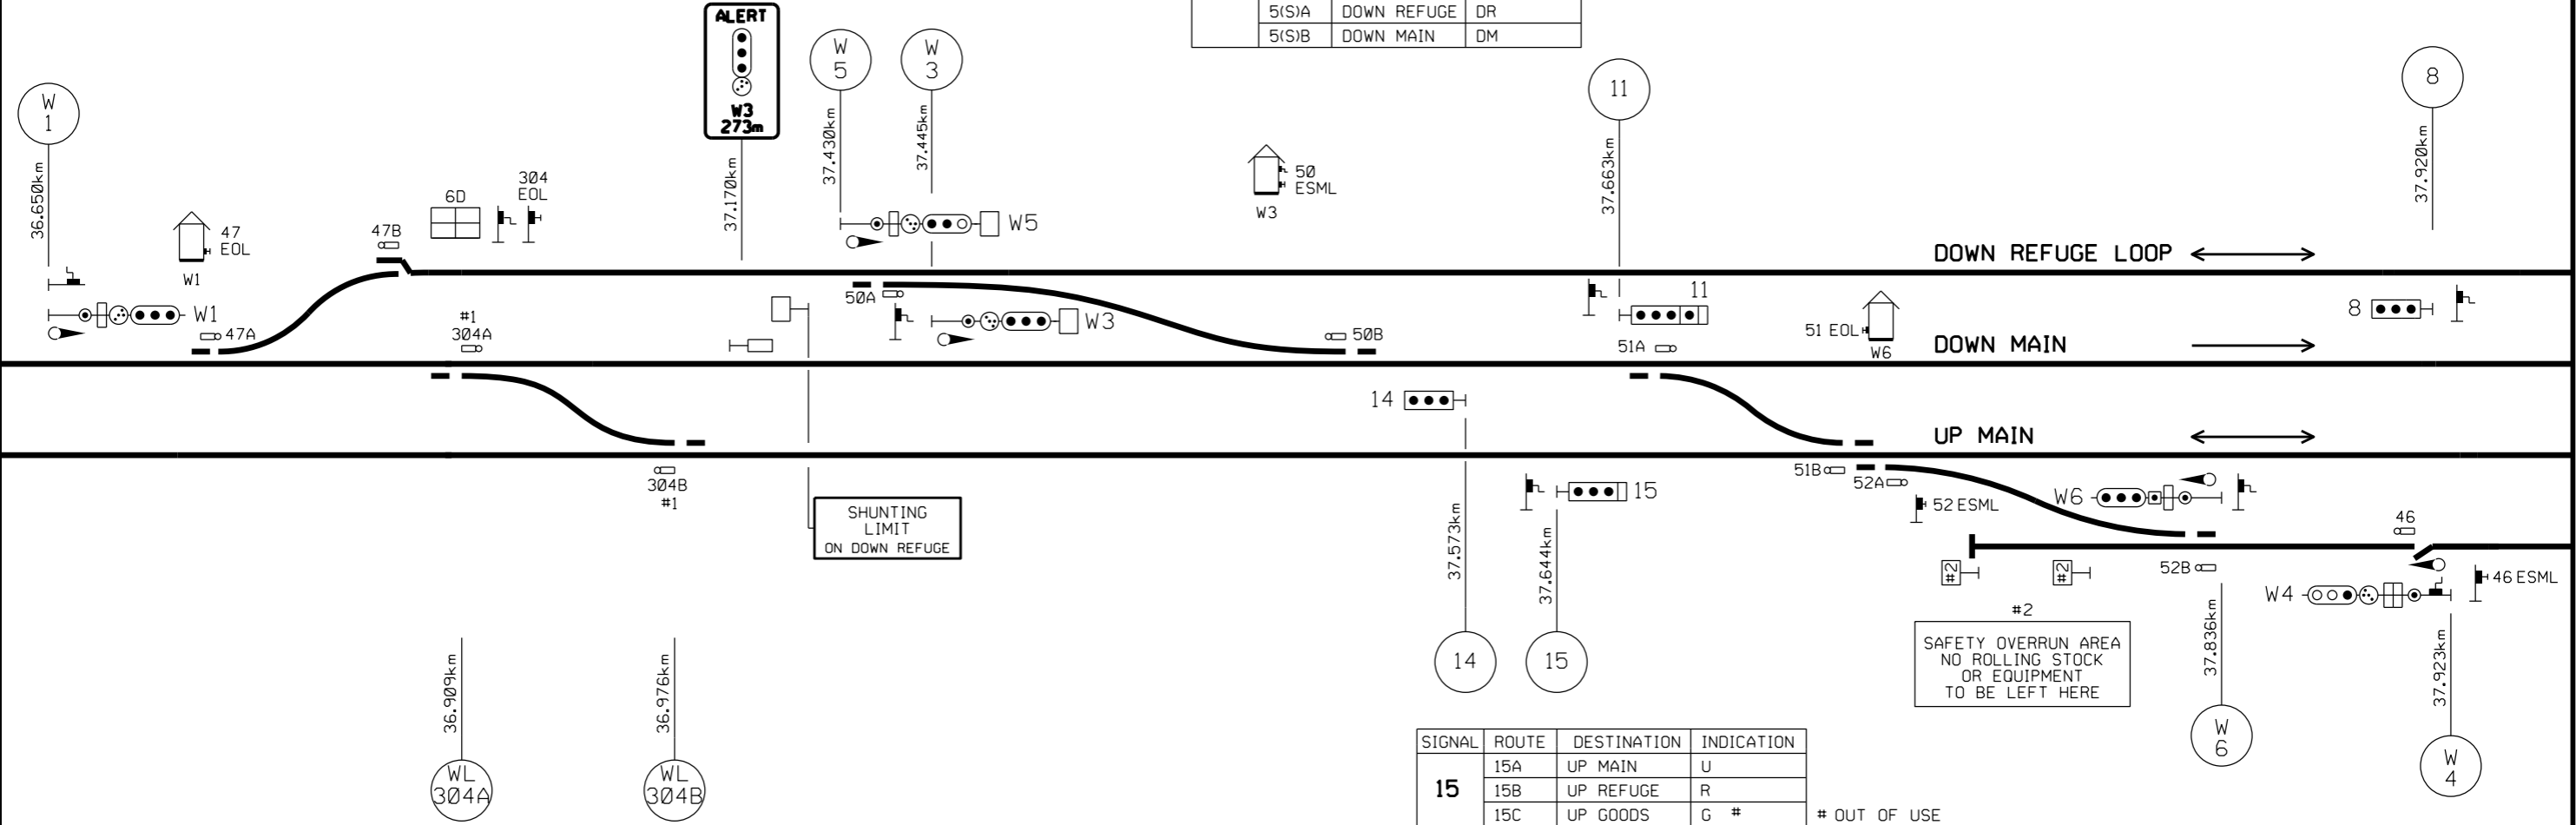 5(S)A DOWN REFUGE DR
5(S)B DOWN MAIN DM
ALERT
W3
273m
W
1
W
5
W
3
11
8
36.650km
37.170km
37.430km
37.445km
37.663km
37.920km
47
EOL
W1
47B
6D
304
EOL
W5
50
ESML
W3
DOWN REFUGE LOOP
W1
47A
#1
304A
50A
W3
50B
11
51A
51 EOL
W6
8
DOWN MAIN
14
UP MAIN
304B
#1
15
51B
52A
W6
52 ESML
46
SHUNTING
LIMIT
ON DOWN REFUGE
37.573km
37.644km
#2
#2
52B
W4
46 ESML
#2
SAFETY OVERRUN AREA
NO ROLLING STOCK
OR EQUIPMENT
TO BE LEFT HERE
37.836km
37.923km
36.909km
36.976km
14
15
W
6
W
4
WL
304A
WL
304B
SIGNAL ROUTE DESTINATION INDICATION
15
15A UP MAIN U
15B UP REFUGE R
15C UP GOODS G # # OUT OF USE